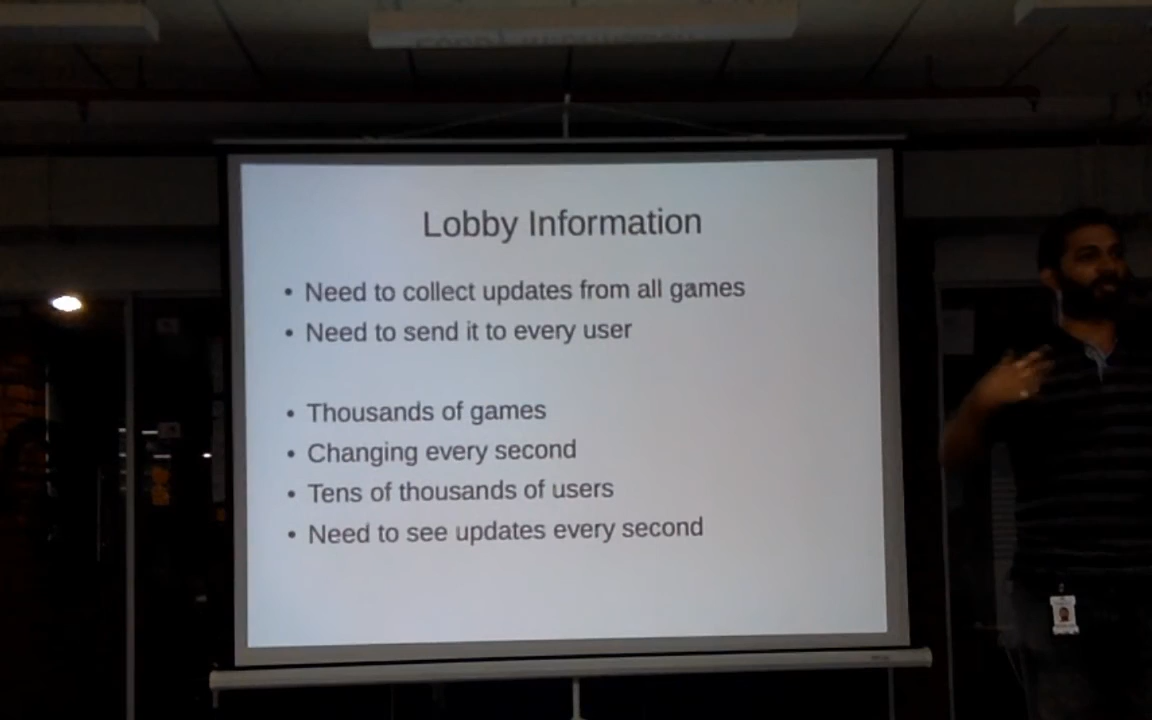 Lobby Information
• Need to collect updates from all games
• Need to send it to every user
• Thousands of games
• Changing every second
• Tens of thousands of users
• Need to see updates every second